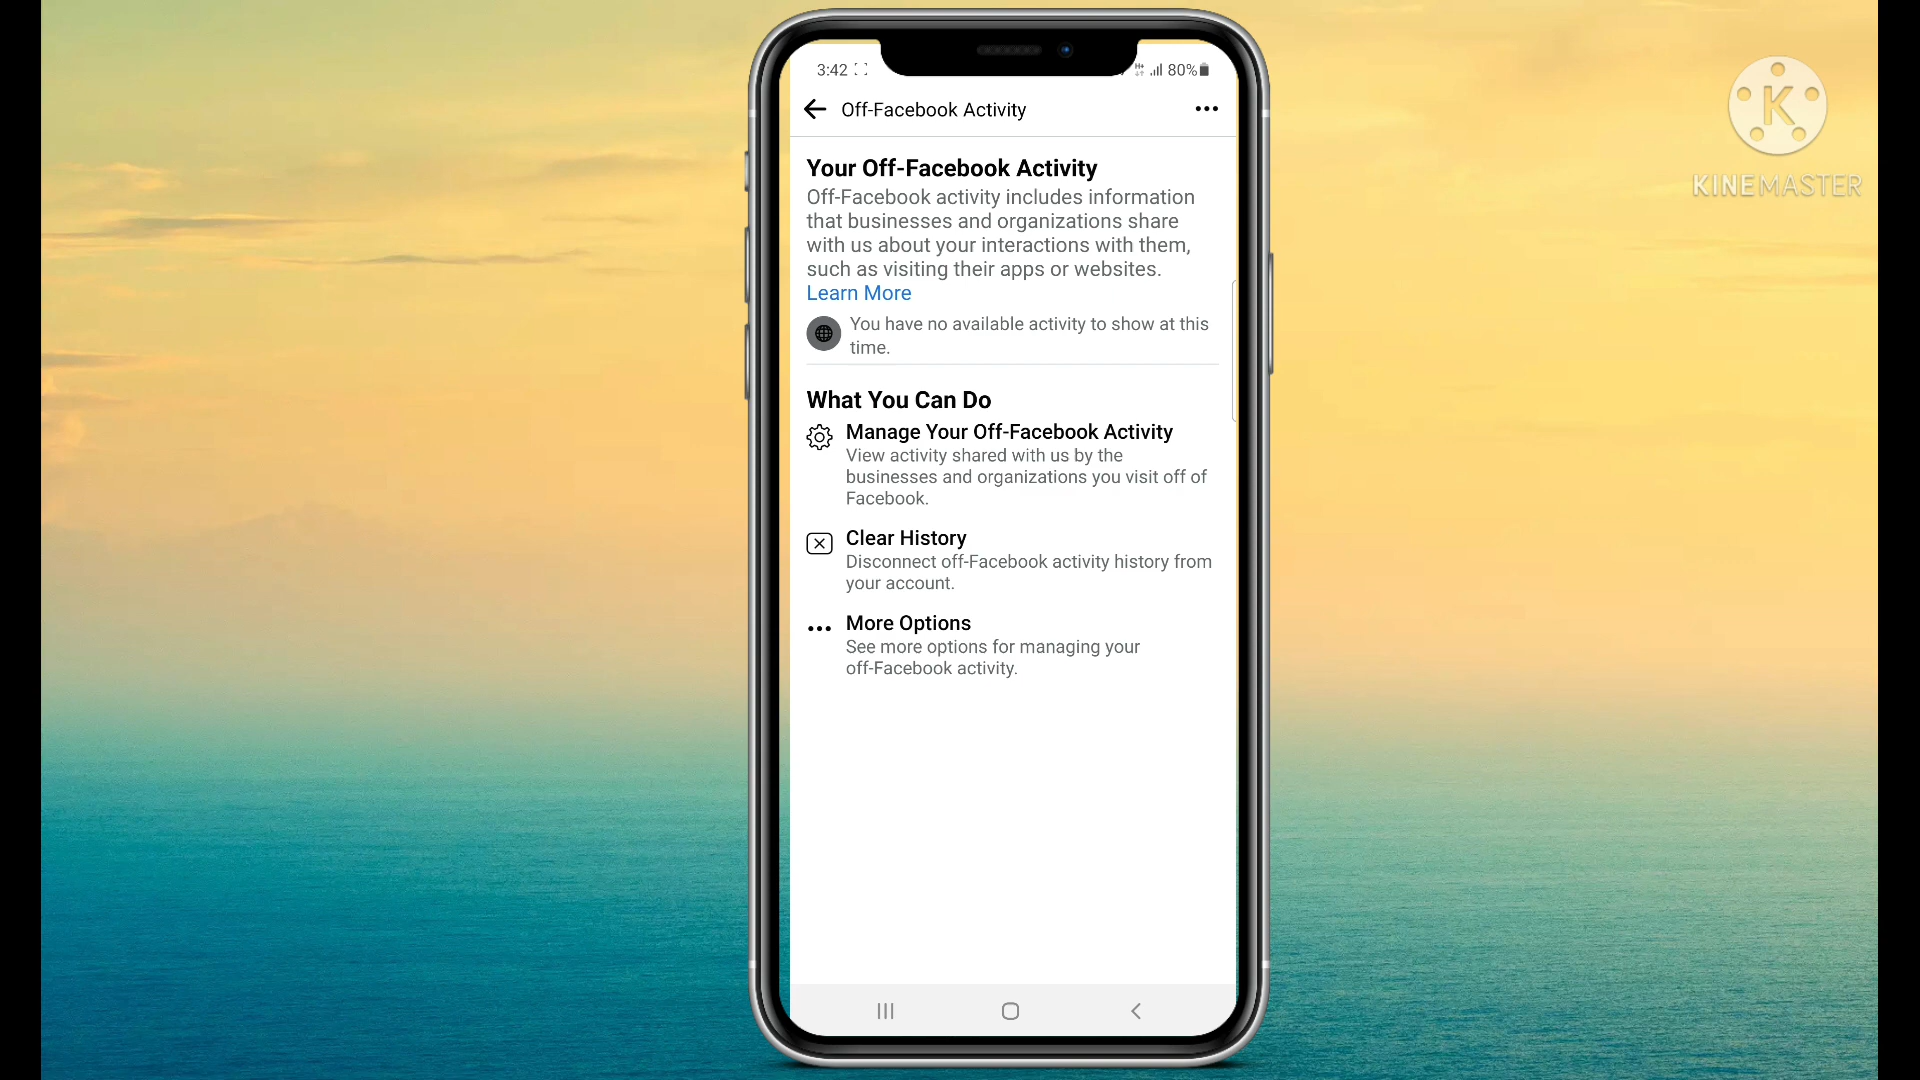 3:42
80%
Off-Facebook Activity
Your Off-Facebook Activity
Off-Facebook activity includes information
that businesses and organizations share
with us about your interactions with them,
such as visiting their apps or websites.
Learn More
You have no available activity to show at this
time.
What You Can Do
Manage Your Off-Facebook Activity
View activity shared with us by the
businesses and organizations you visit off of
Facebook.
Clear History
Disconnect off-Facebook activity history from
your account.
More Options
See more options for managing your
off-Facebook activity.
K
KINEMASTER